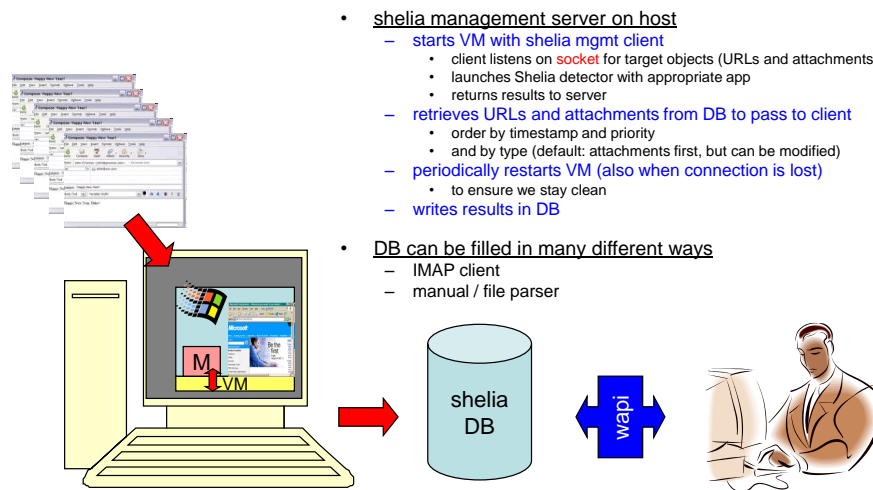 • shelia management server on host
– starts VM with shelia mgmt client
• client listens on socket for target objects (URLs and attachments
• launches Shelia detector with appropriate app
• returns results to server
– retrieves URLs and attachments from DB to pass to client
• order by timestamp and priority
• and by type (default: attachments first, but can be modified)
– periodically restarts VM (also when connection is lost)
• to ensure we stay clean
– writes results in DB
• DB can be filled in many different ways
– IMAP client
– manual / file parser
Microsoft
Be the
first
M
VM
shelia
DB
wapi